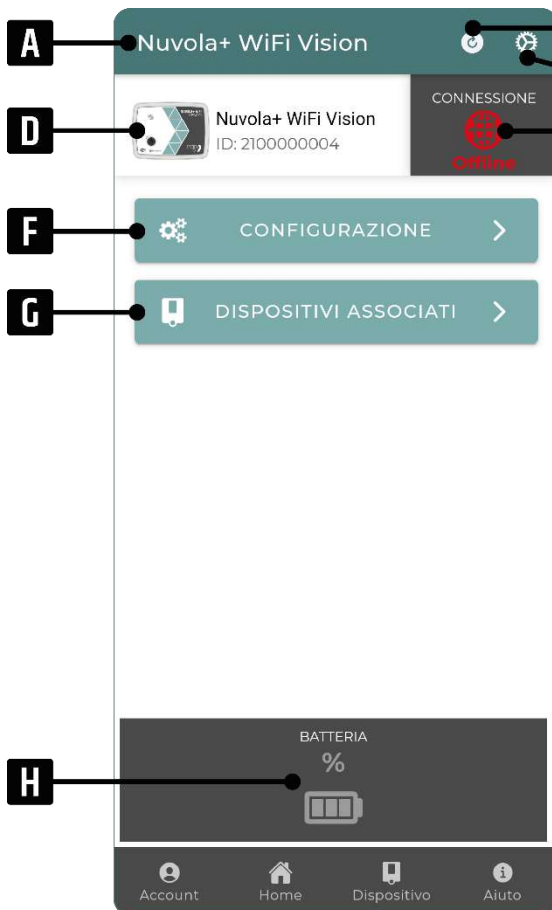 A
Nuvola+ WiFi Vision
D
Nuvola+ WiFi Vision
ID: 2100000004
CONNESSIONE
Offline
F
CONFIGURAZIONE
G
DISPOSITIVI ASSOCIATI
H
BATTERIA
%
Account
Home
Dispositivo
Aiuto